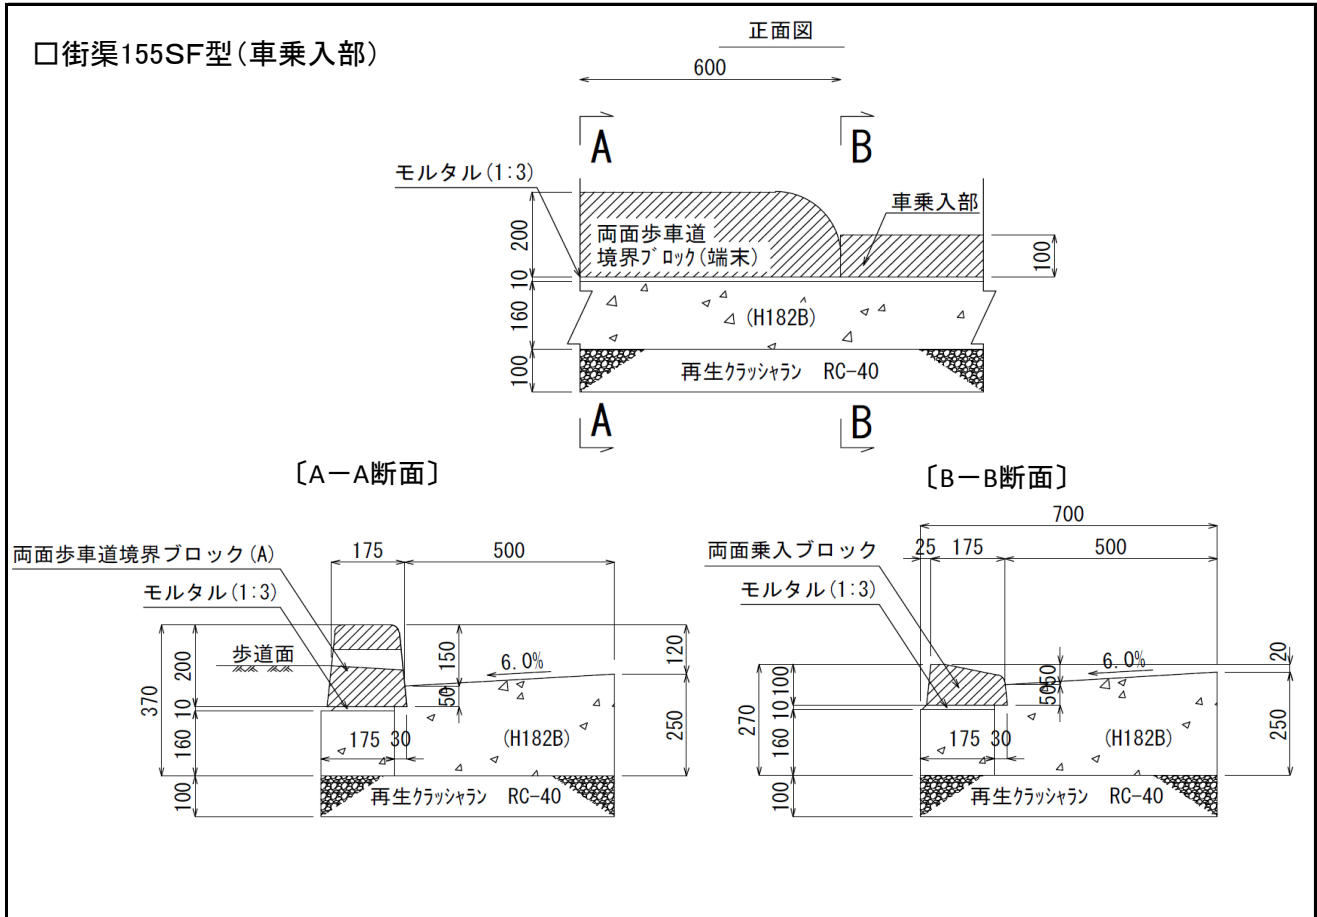 □街渠155SF型(車乗入部)
正面図
600
A
B
モルタル(1:3)
車乗入部
両面歩車道
境界ブロック(端末)
200
10
160
100
100
(H182B)
再生クラッシャラン RC-40
A
B
〔A－A断面〕
両面歩車道境界ブロック(A)
175
500
モルタル(1:3)
歩道面
370
200
10
160
100
150
50
6.0%
120
250
175
30
(H182B)
再生クラッシャラン RC-40
〔B－B断面〕
700
両面乗入ブロック
25
175
500
モルタル(1:3)
270
100
10
160
100
50
50
6.0%
20
250
175
30
(H182B)
再生クラッシャラン RC-40